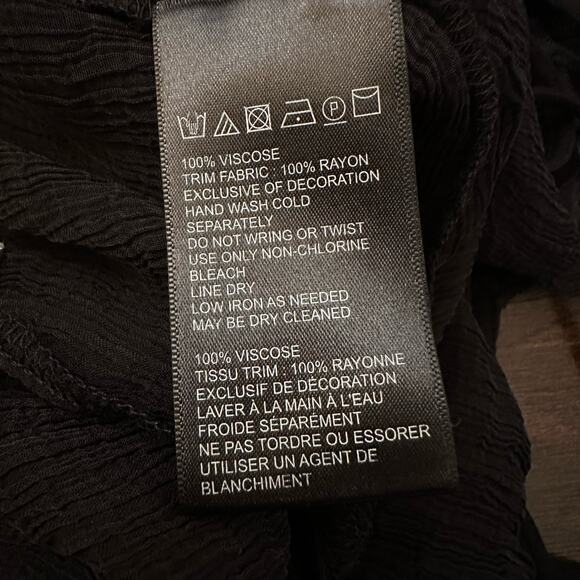 100% VISCOSE
TRIM FABRIC : 100% RAYON
EXCLUSIVE OF DECORATION
HAND WASH COLD
SEPARATELY
DO NOT WRING OR TWIST
USE ONLY NON-CHLORINE
BLEACH
LINE DRY
LOW IRON AS NEEDED
MAY BE DRY CLEANED
100% VISCOSE
TISSU TRIM : 100% RAYONNE
EXCLUSIF DE DÉCORATION
LAVER À LA MAIN À L'EAU
FROIDE SÉPARÉMENT
NE PAS TORDRE OU ESSORER
UTILISER UN AGENT DE
BLANCHIMENT